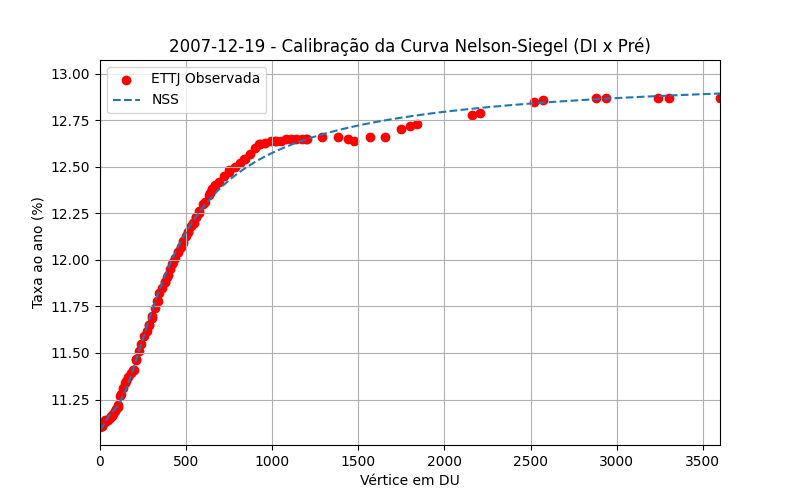 2007-12-19 - Calibração da Curva Nelson-Siegel (DI x Pré)
ETTJ Observada
NSS
Taxa ao ano (%)
13.00
12.75
12.50
12.25
12.00
11.75
11.50
11.25
0 500 1000 1500 2000 2500 3000 3500
Vértice em DU